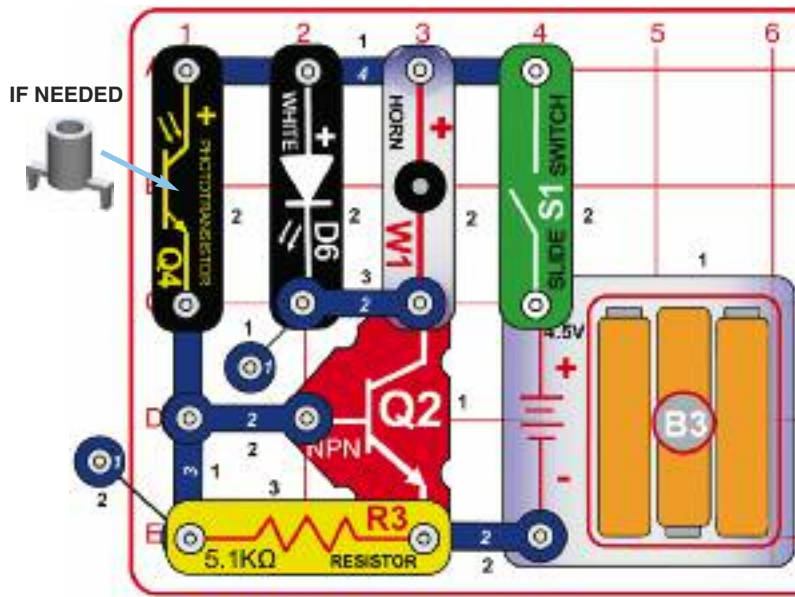 1 2 3 4 5 6
1
A
4
IF NEEDED
+
PHOTOTRANSISTOR
Q4
WHITE
+
D6
HORN
+
W1
SLIDE S1 SWITCH
B
2
2
2
2
C
3
2
1
1
1
4.5V
+
-
B3
D
2
2
NPN
Q2
1
1
2
3
1
3
E
R3
5.1KΩ
RESISTOR
2
2